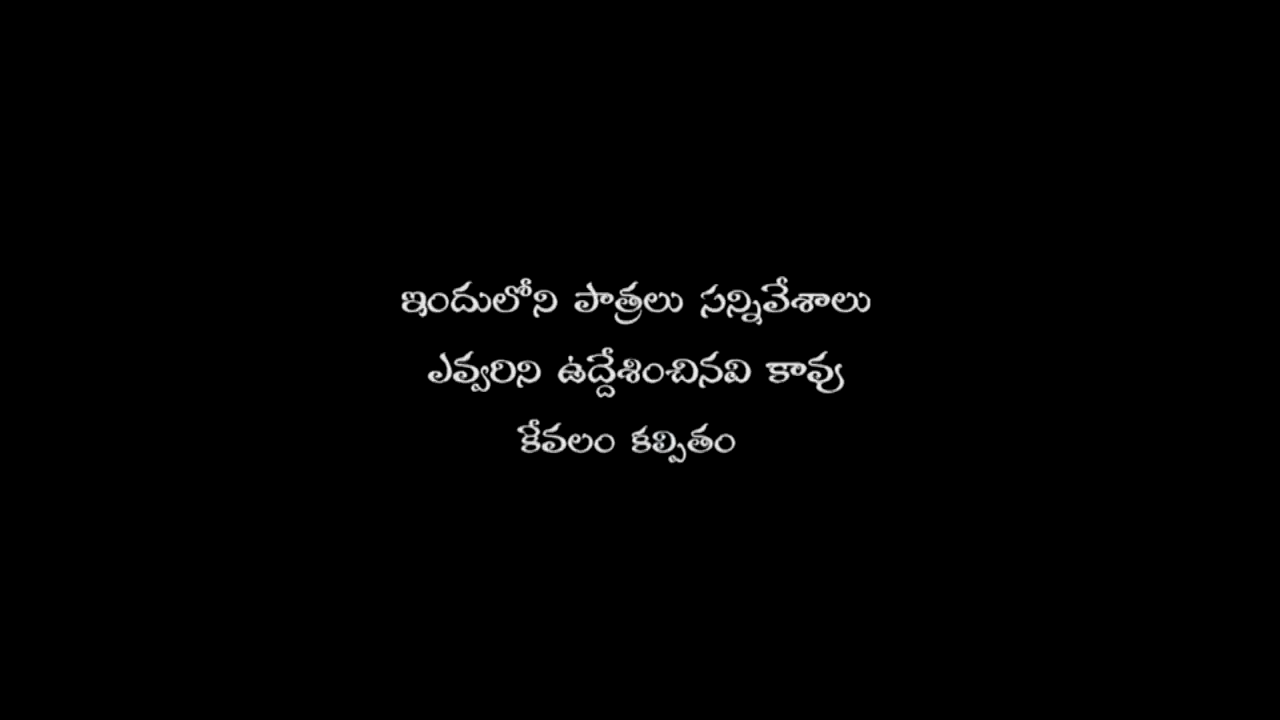 ఇందులోని పాత్రలు సన్నివేశాలు
ఎవ్వరిని ఉద్దేశించినవి కావు
కేవలం కల్పితం